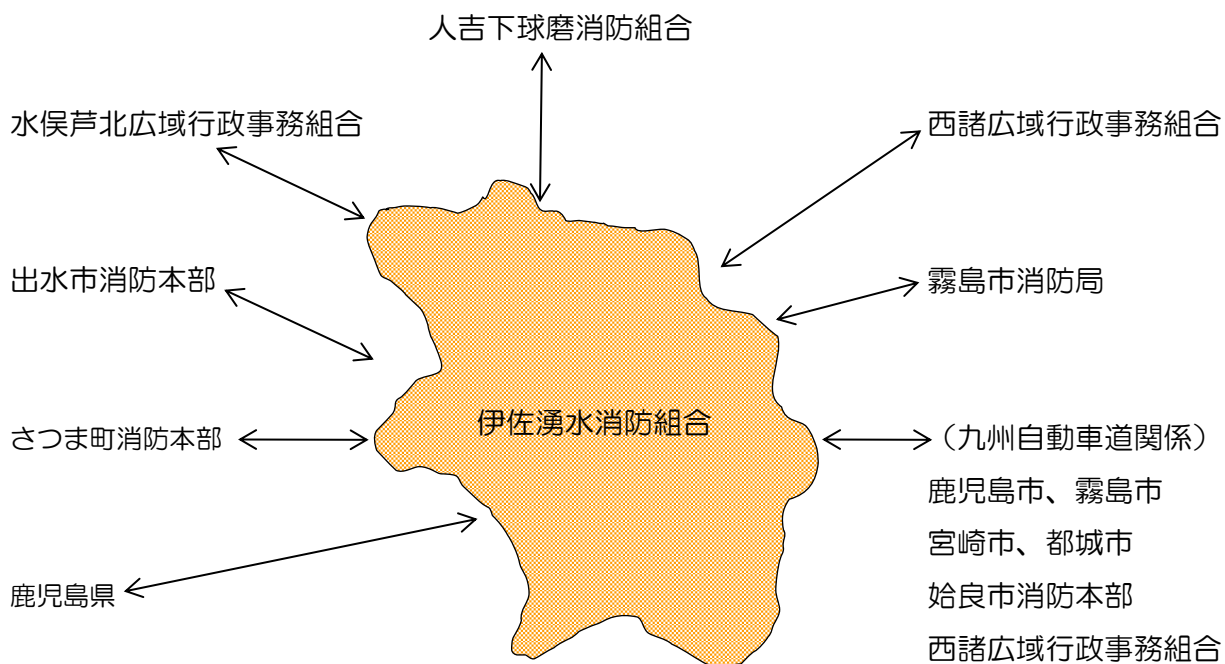 人吉下球磨消防組合
水俣芦北広域行政事務組合
西諸広域行政事務組合
出水市消防本部
霧島市消防局
伊佐湧水消防組合
さつま町消防本部
（九州自動車道関係）
鹿児島市、霧島市
宮崎市、都城市
姶良市消防本部
西諸広域行政事務組合
鹿児島県